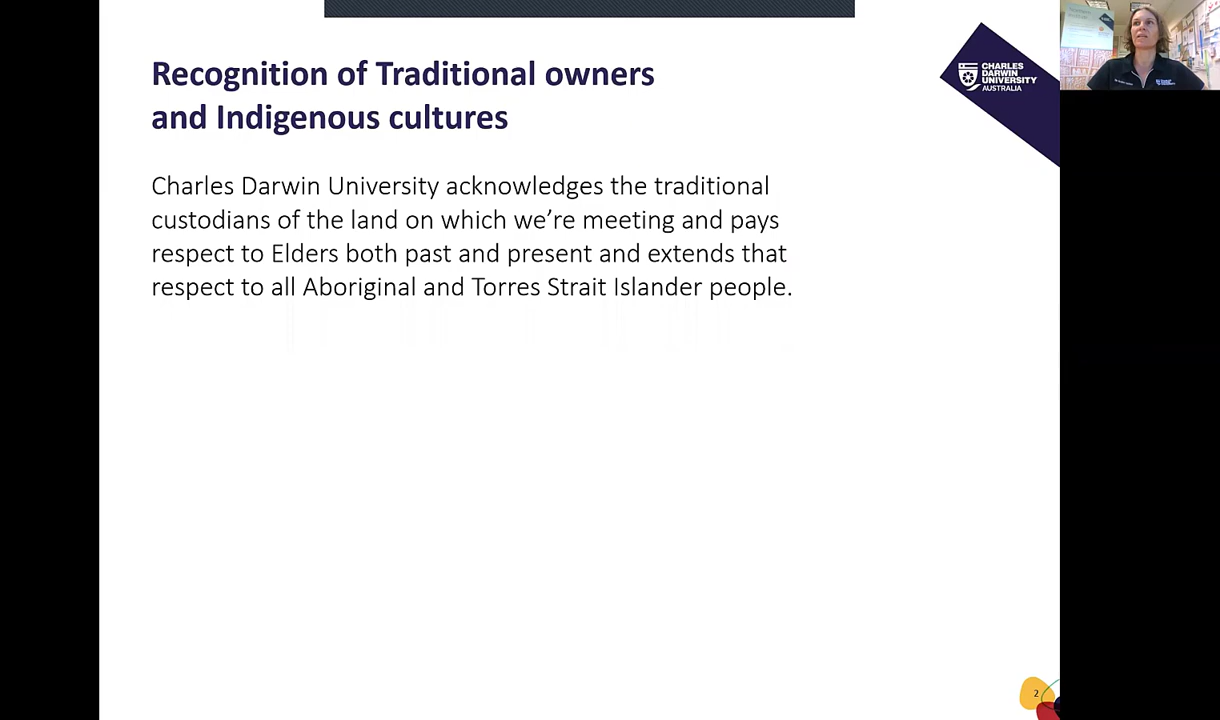 Recognition of Traditional owners
and Indigenous cultures
CHARLES
DARWIN
UNIVERSITY
AUSTRALIA
Charles Darwin University acknowledges the traditional
custodians of the land on which we’re meeting and pays
respect to Elders both past and present and extends that
respect to all Aboriginal and Torres Strait Islander people.
2